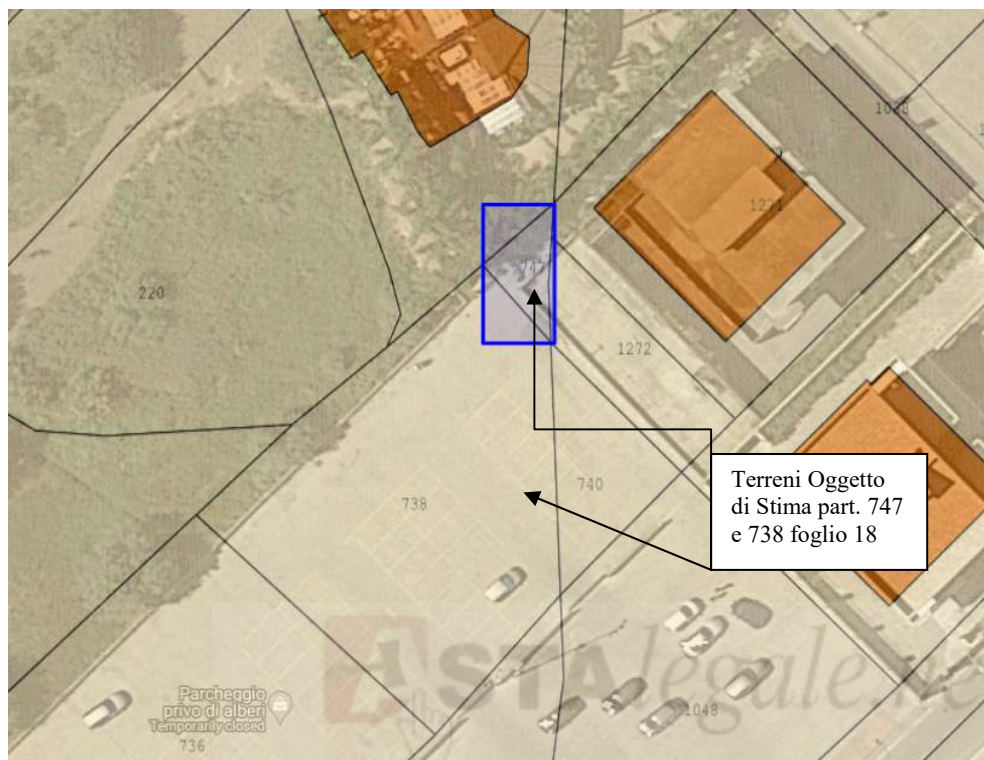 1271
747
220
1272
738
740
Terreni Oggetto
di Stima part. 747
e 738 foglio 18
ASTAlegale.ne
Parcheggio
privo di alberi
Temporarily closed
1048
736